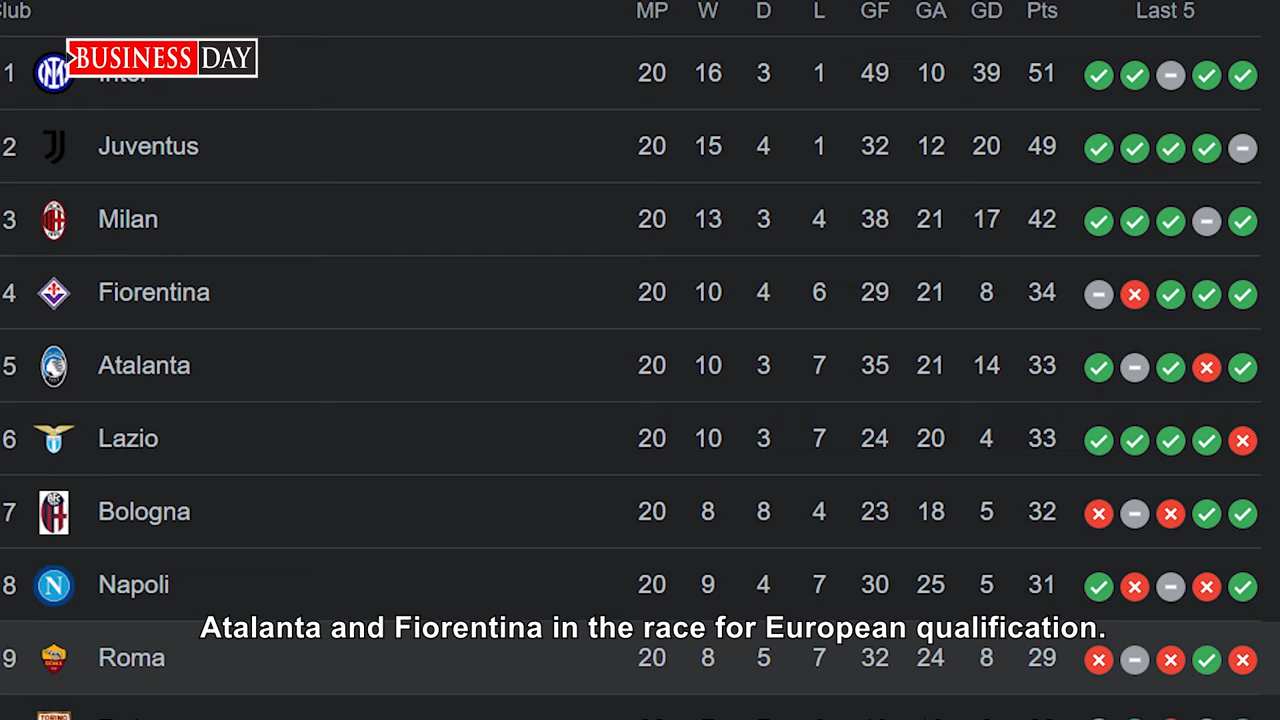 Club MP W D L GF GA GD Pts Last 5
BUSINESS DAY
1 Inter 20 16 3 1 49 10 39 51
2 Juventus 20 15 4 1 32 12 20 49
3 Milan 20 13 3 4 38 21 17 42
4 Fiorentina 20 10 4 6 29 21 8 34
5 Atalanta 20 10 3 7 35 21 14 33
6 Lazio 20 10 3 7 24 20 4 33
7 Bologna 20 8 8 4 23 18 5 32
8 N Napoli 20 9 4 7 30 25 5 31
Atalanta and Fiorentina in the race for European qualification.
9 Roma 20 8 5 7 32 24 8 29
TORINO